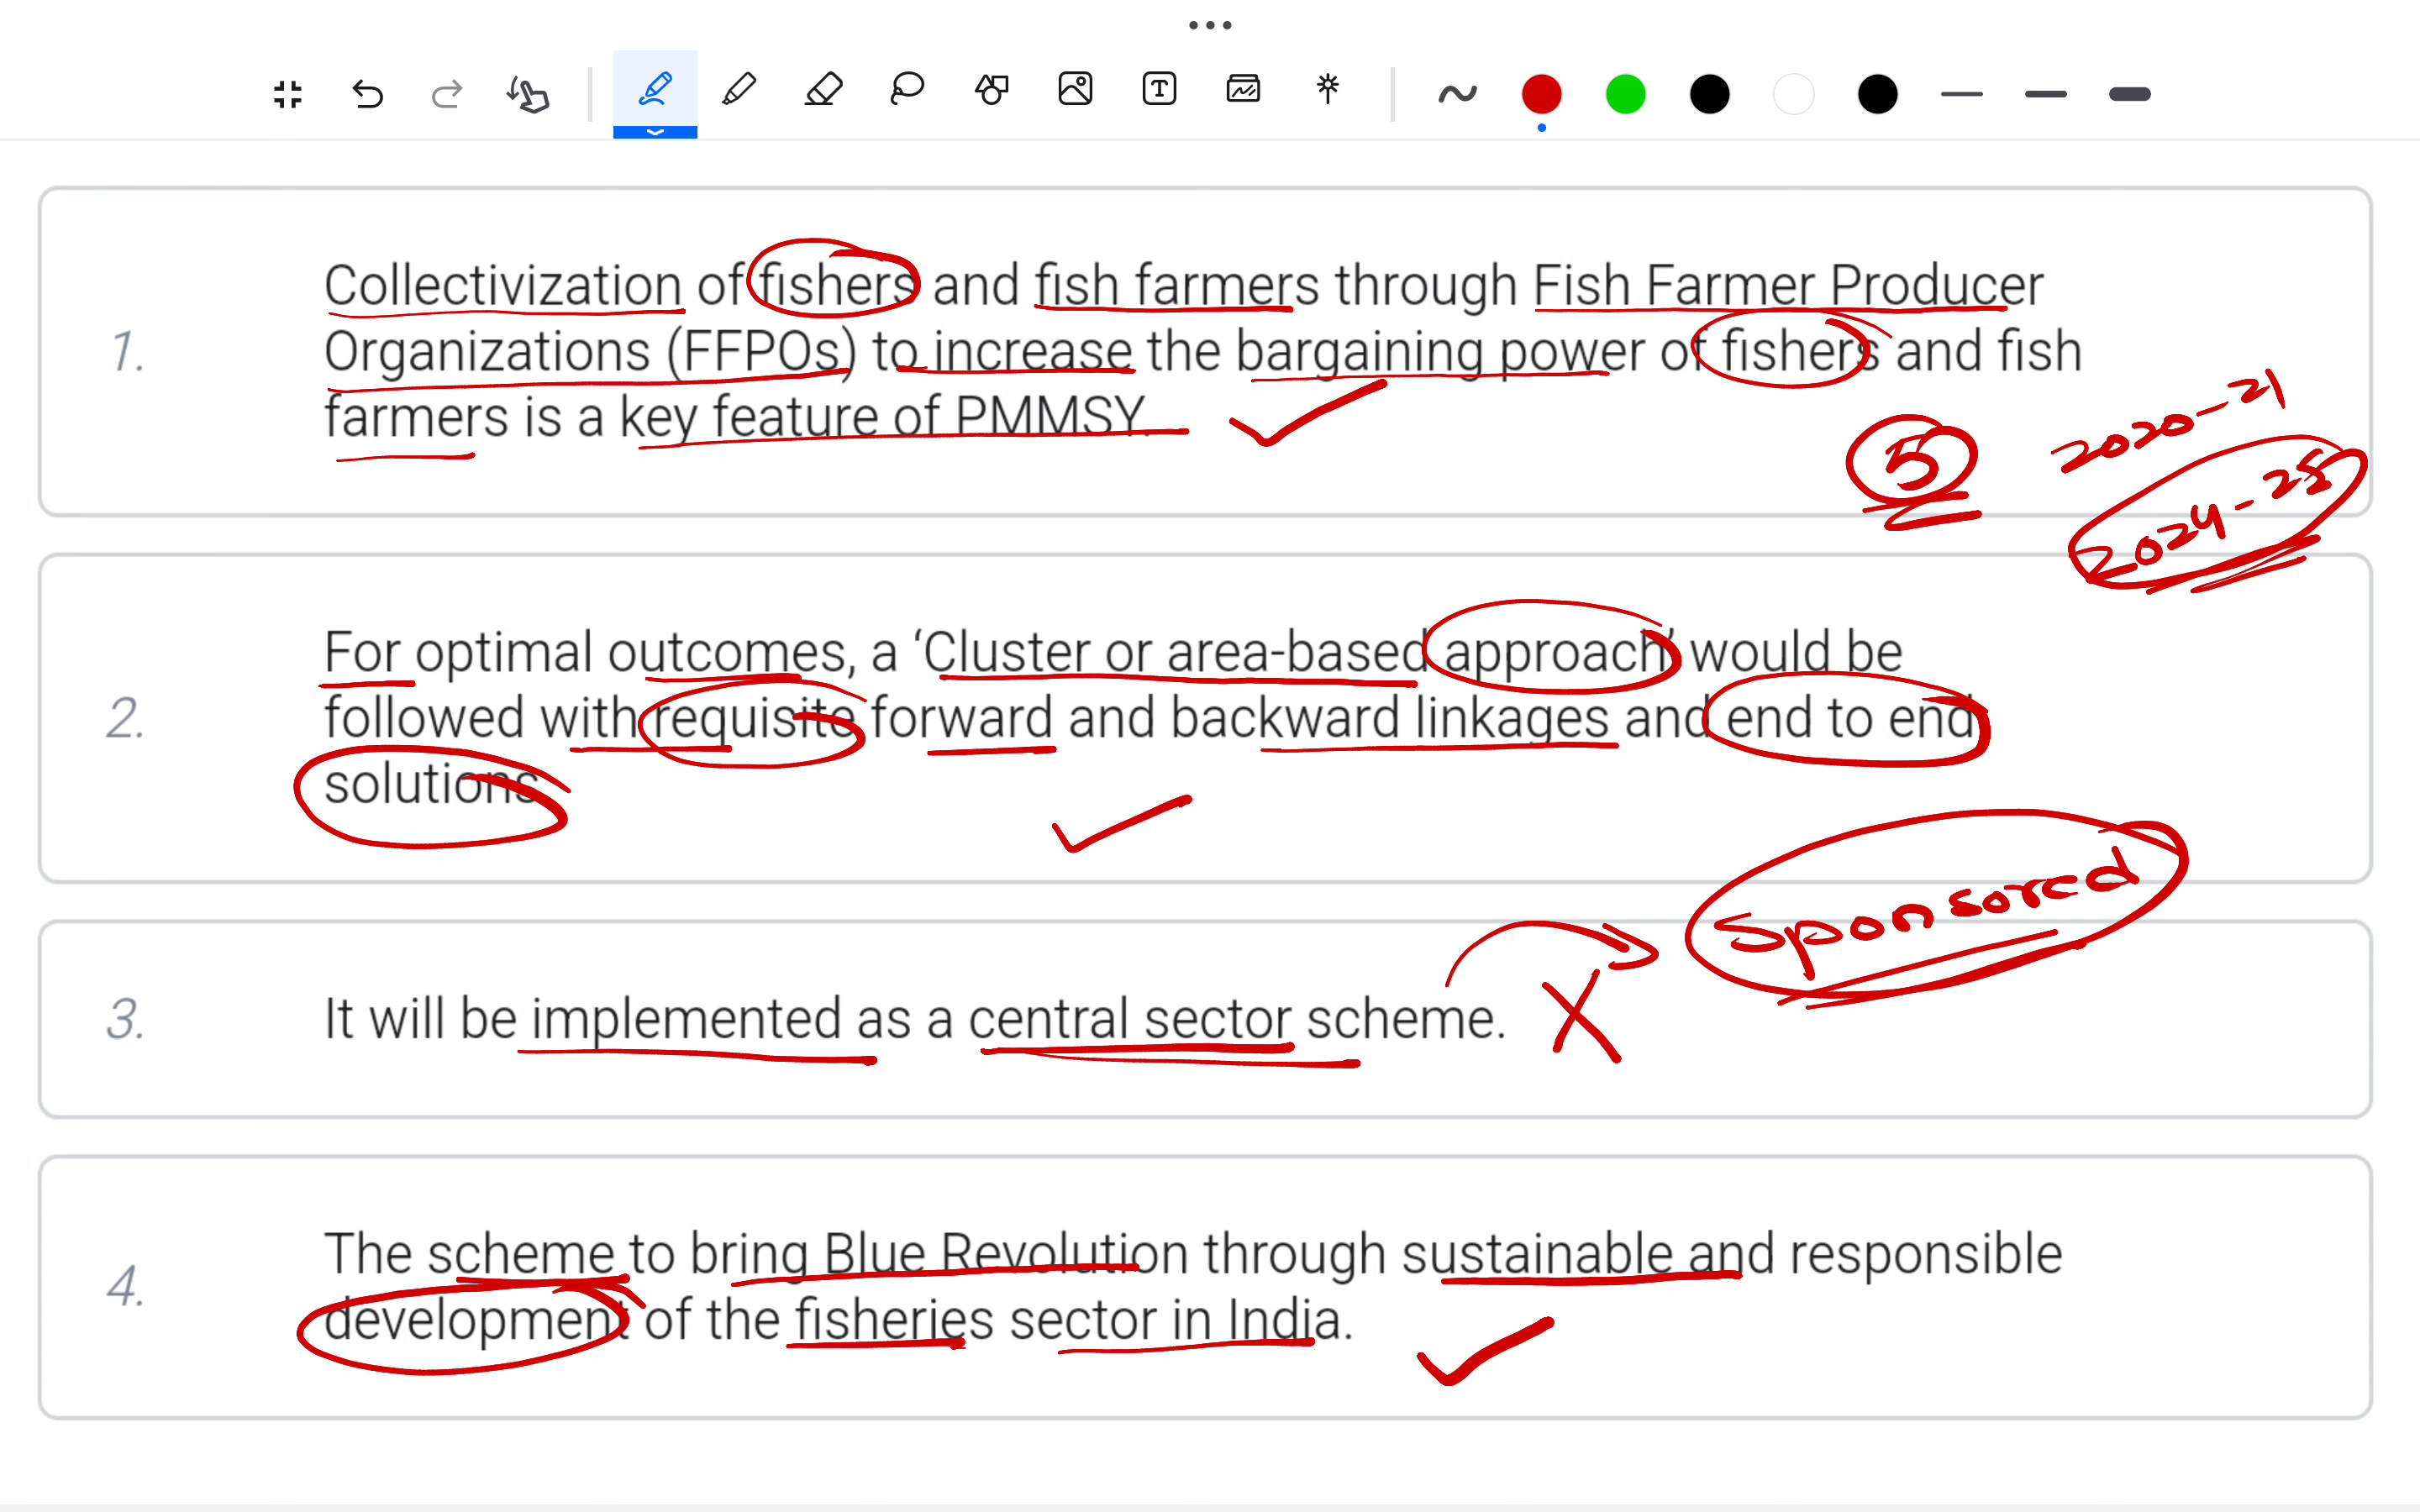 1.
Collectivization of fishers and fish farmers through Fish Farmer Producer
Organizations (FFPOs) to increase the bargaining power of fishers and fish
farmers is a key feature of PMMSY.
5
2020-21
2024-25
2.
For optimal outcomes, a ‘Cluster or area-based approach’ would be
followed with requisite forward and backward linkages and end to end
solutions
Sponsored
3.
It will be implemented as a central sector scheme.
4.
The scheme to bring Blue Revolution through sustainable and responsible
development of the fisheries sector in India.